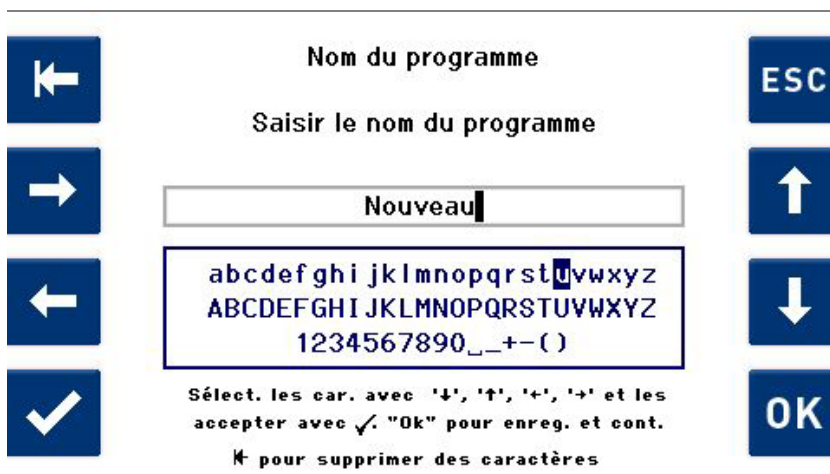 Nom du programme
ESC
Saisir le nom du programme
Nouveau
abcdefghijklmnopqrstuvwxyz
ABCDEFGHIJKLMNOPQRSTUVWXYZ
1234567890␣_+-()
Sélect. les car. avec '↓', '↑', '←', '→' et les
accepter avec ✓. "Ok" pour enreg. et cont.
OK
⇤ pour supprimer des caractères